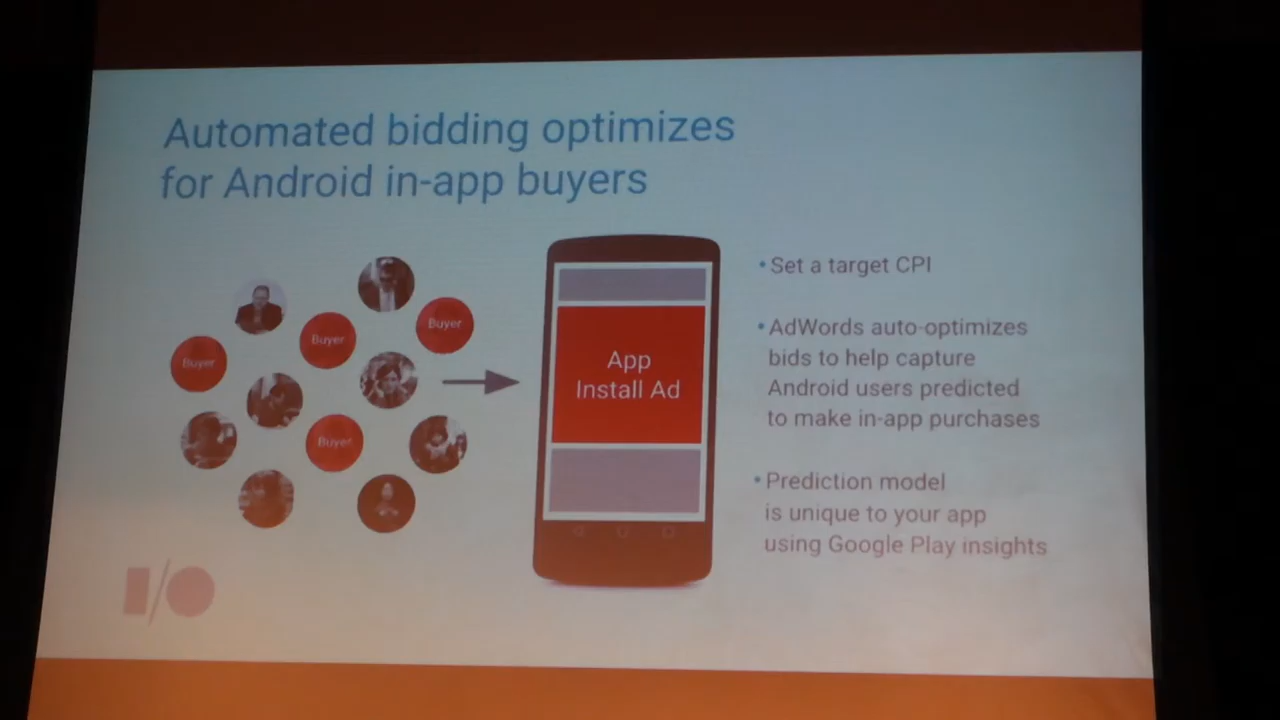 Automated bidding optimizes
for Android in-app buyers
Buyer
Buyer
Buyer
Buyer
App
Install Ad
•Set a target CPI
•AdWords auto-optimizes
bids to help capture
Android users predicted
to make in-app purchases
•Prediction model
is unique to your app
using Google Play insights
I/O